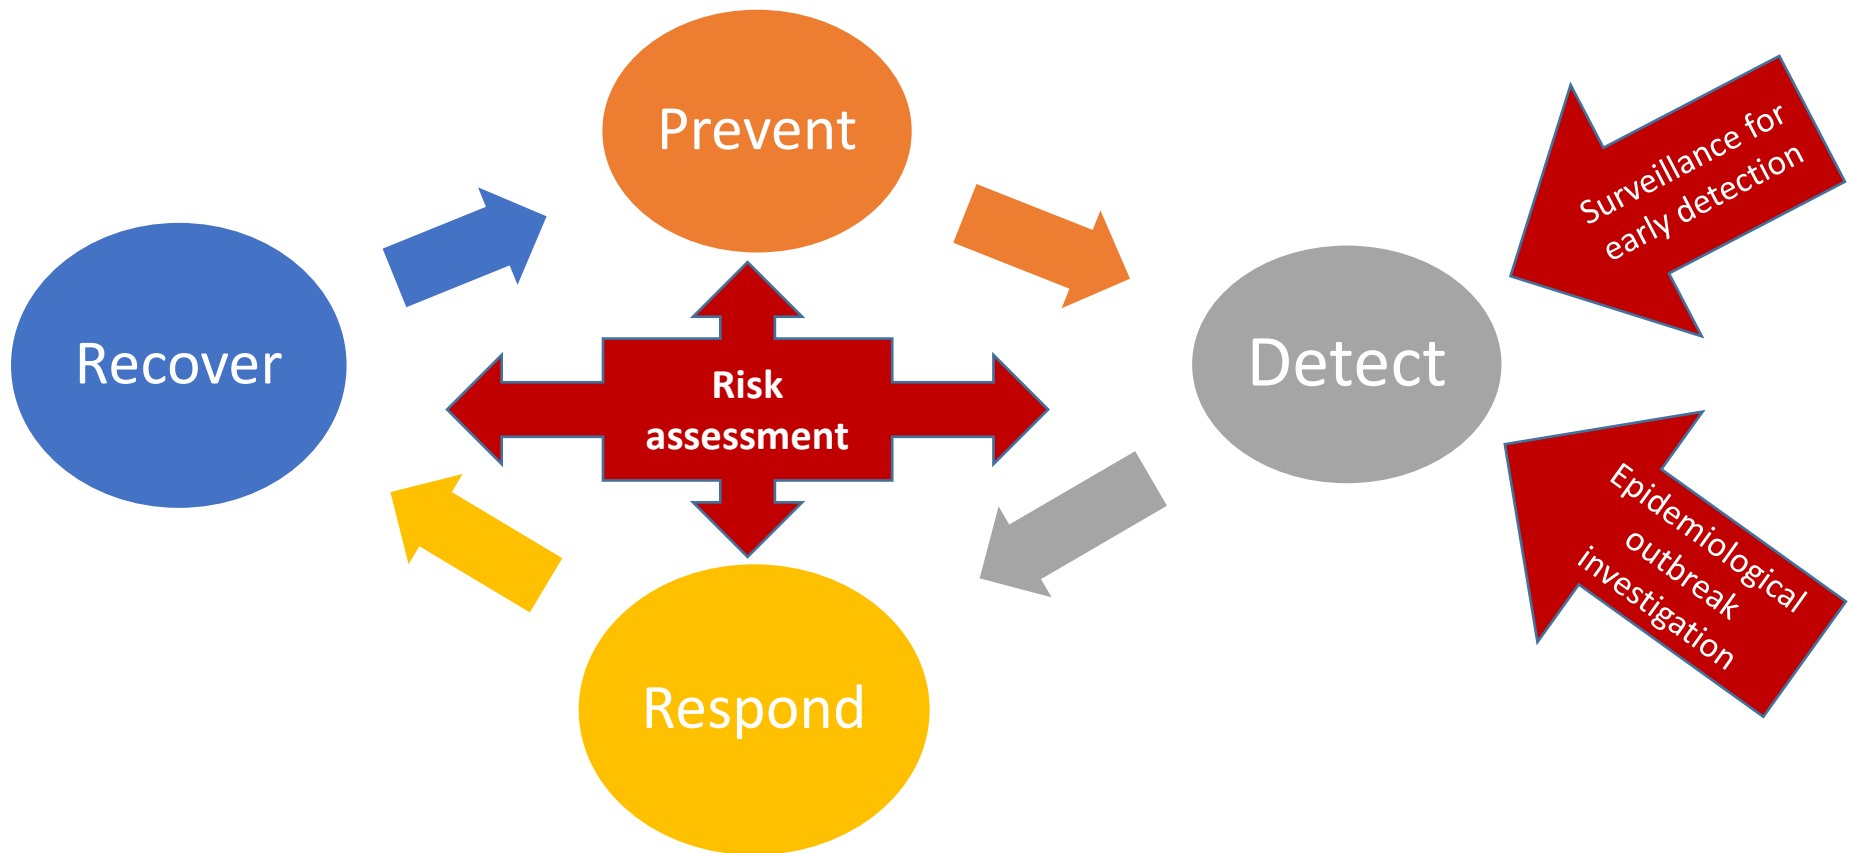 Prevent
Surveillance for
early detection
Recover
Detect
Risk
assessment
Epidemiological
outbreak
investigation
Respond